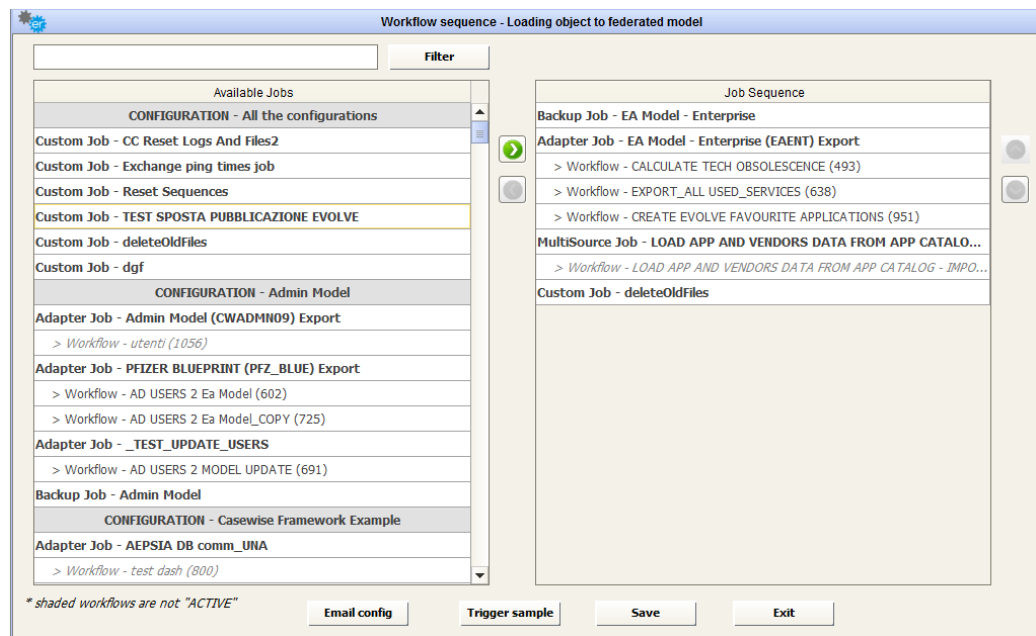 er
Workflow sequence - Loading object to federated model
Filter
Available Jobs
CONFIGURATION - All the configurations
Custom Job - CC Reset Logs And Files2
Custom Job - Exchange ping times job
Custom Job - Reset Sequences
Custom Job - TEST SPOSTA PUBBLICAZIONE EVOLVE
Custom Job - deleteOldFiles
Custom Job - dgf
CONFIGURATION - Admin Model
Adapter Job - Admin Model (CWADMN09) Export
> Workflow - utenti (1056)
Adapter Job - PFIZER BLUEPRINT (PFZ_BLUE) Export
> Workflow - AD USERS 2 Ea Model (602)
> Workflow - AD USERS 2 Ea Model_COPY (725)
Adapter Job - _TEST_UPDATE_USERS
> Workflow - AD USERS 2 MODEL UPDATE (691)
Backup Job - Admin Model
CONFIGURATION - Casewise Framework Example
Adapter Job - AEPSIA DB comm_UNA
> Workflow - test dash (800)
Job Sequence
Backup Job - EA Model - Enterprise
Adapter Job - EA Model - Enterprise (EAENT) Export
> Workflow - CALCULATE TECH OBSOLESCENCE (493)
> Workflow - EXPORT_ALL USED_SERVICES (638)
> Workflow - CREATE EVOLVE FAVOURITE APPLICATIONS (951)
MultiSource Job - LOAD APP AND VENDORS DATA FROM APP CATALO...
> Workflow - LOAD APP AND VENDORS DATA FROM APP CATALOG - IMPO...
Custom Job - deleteOldFiles
* shaded workflows are not "ACTIVE"
Email config
Trigger sample
Save
Exit